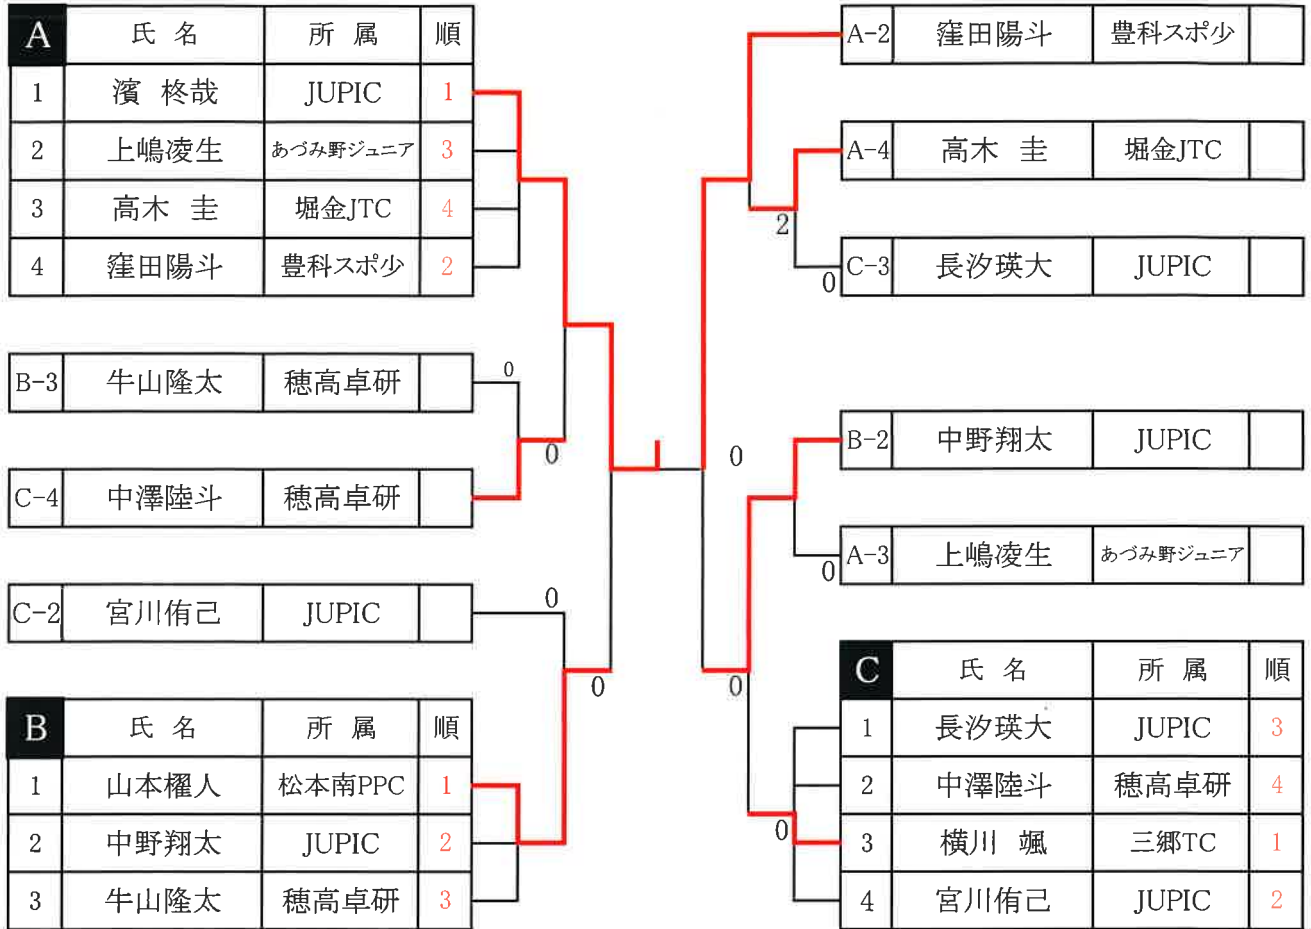 A 氏 名 所 属 順
1 濱 柊哉 JUPIC 1
2 上嶋凌生 あづみ野ジュニア 3
3 高木 圭 堀金JTC 4
4 窪田陽斗 豊科スポ少 2
B-3 牛山隆太 穂高卓研
0
0
C-4 中澤陸斗 穂高卓研
C-2 宮川侑己 JUPIC
0
0
B 氏 名 所 属 順
1 山本櫂人 松本南PPC 1
2 中野翔太 JUPIC 2
3 牛山隆太 穂高卓研 3
A-2 窪田陽斗 豊科スポ少
A-4 高木 圭 堀金JTC
2
0
C-3 長汐瑛大 JUPIC
0
B-2 中野翔太 JUPIC
0
A-3 上嶋凌生 あづみ野ジュニア
0
C 氏 名 所 属 順
1 長汐瑛大 JUPIC 3
2 中澤陸斗 穂高卓研 4
0
3 横川 颯 三郷TC 1
4 宮川侑己 JUPIC 2